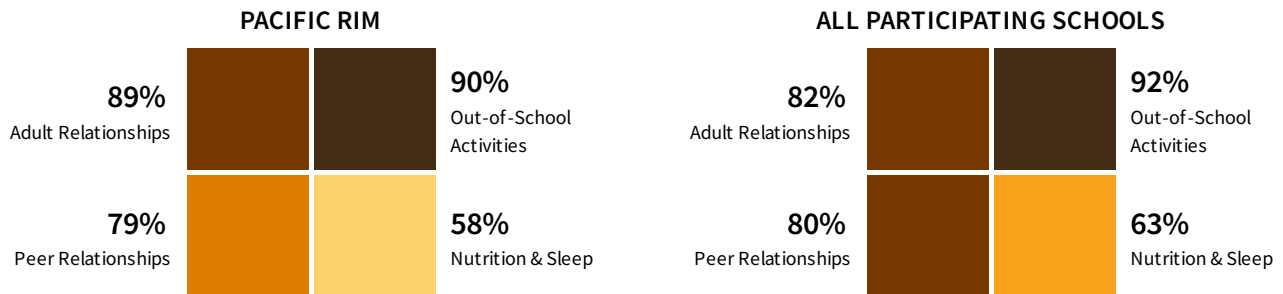 PACIFIC RIM
89%
Adult Relationships
90%
Out-of-School
Activities
79%
Peer Relationships
58%
Nutrition & Sleep
ALL PARTICIPATING SCHOOLS
82%
Adult Relationships
92%
Out-of-School
Activities
80%
Peer Relationships
63%
Nutrition & Sleep